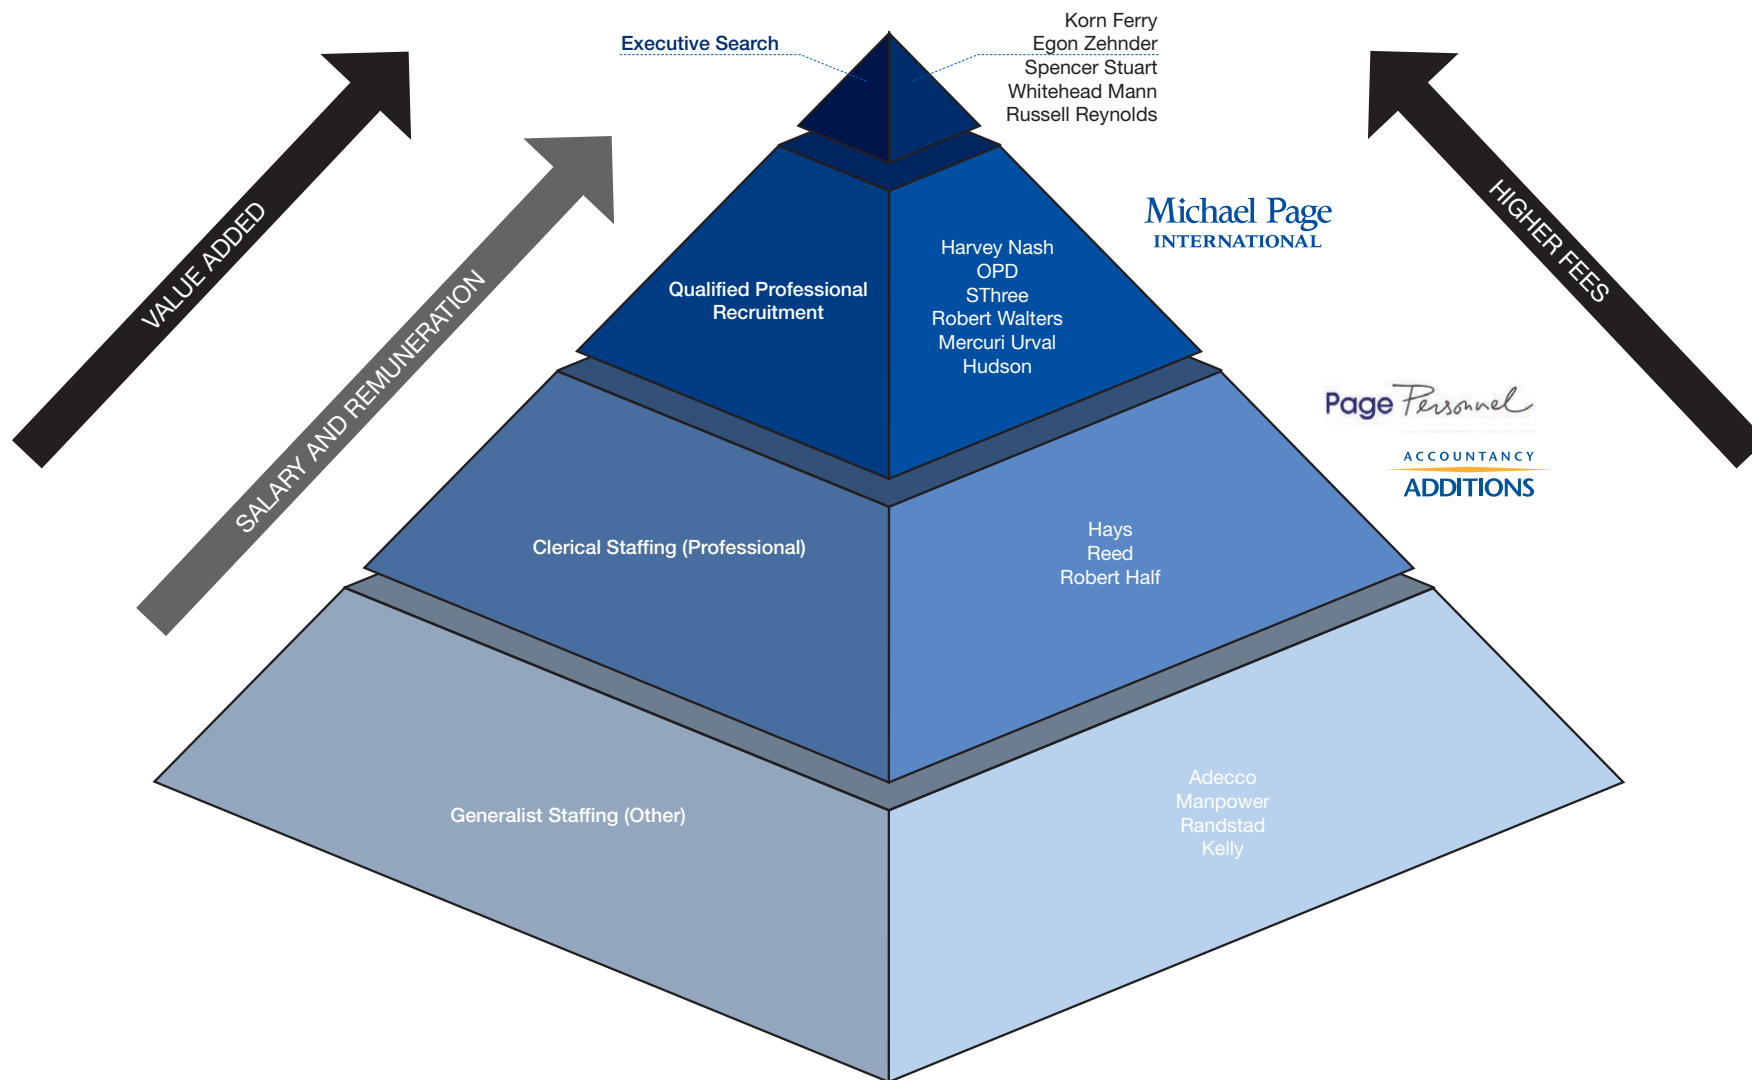 Executive Search
Korn Ferry
Egon Zehnder
Spencer Stuart
Whitehead Mann
Russell Reynolds
VALUE ADDED
SALARY AND REMUNERATION
HIGHER FEES
Michael Page
INTERNATIONAL
Qualified Professional
Recruitment
Harvey Nash
OPD
SThree
Robert Walters
Mercuri Urval
Hudson
Page Personnel
ACCOUNTANCY
ADDITIONS
Clerical Staffing (Professional)
Hays
Reed
Robert Half
Generalist Staffing (Other)
Adecco
Manpower
Randstad
Kelly